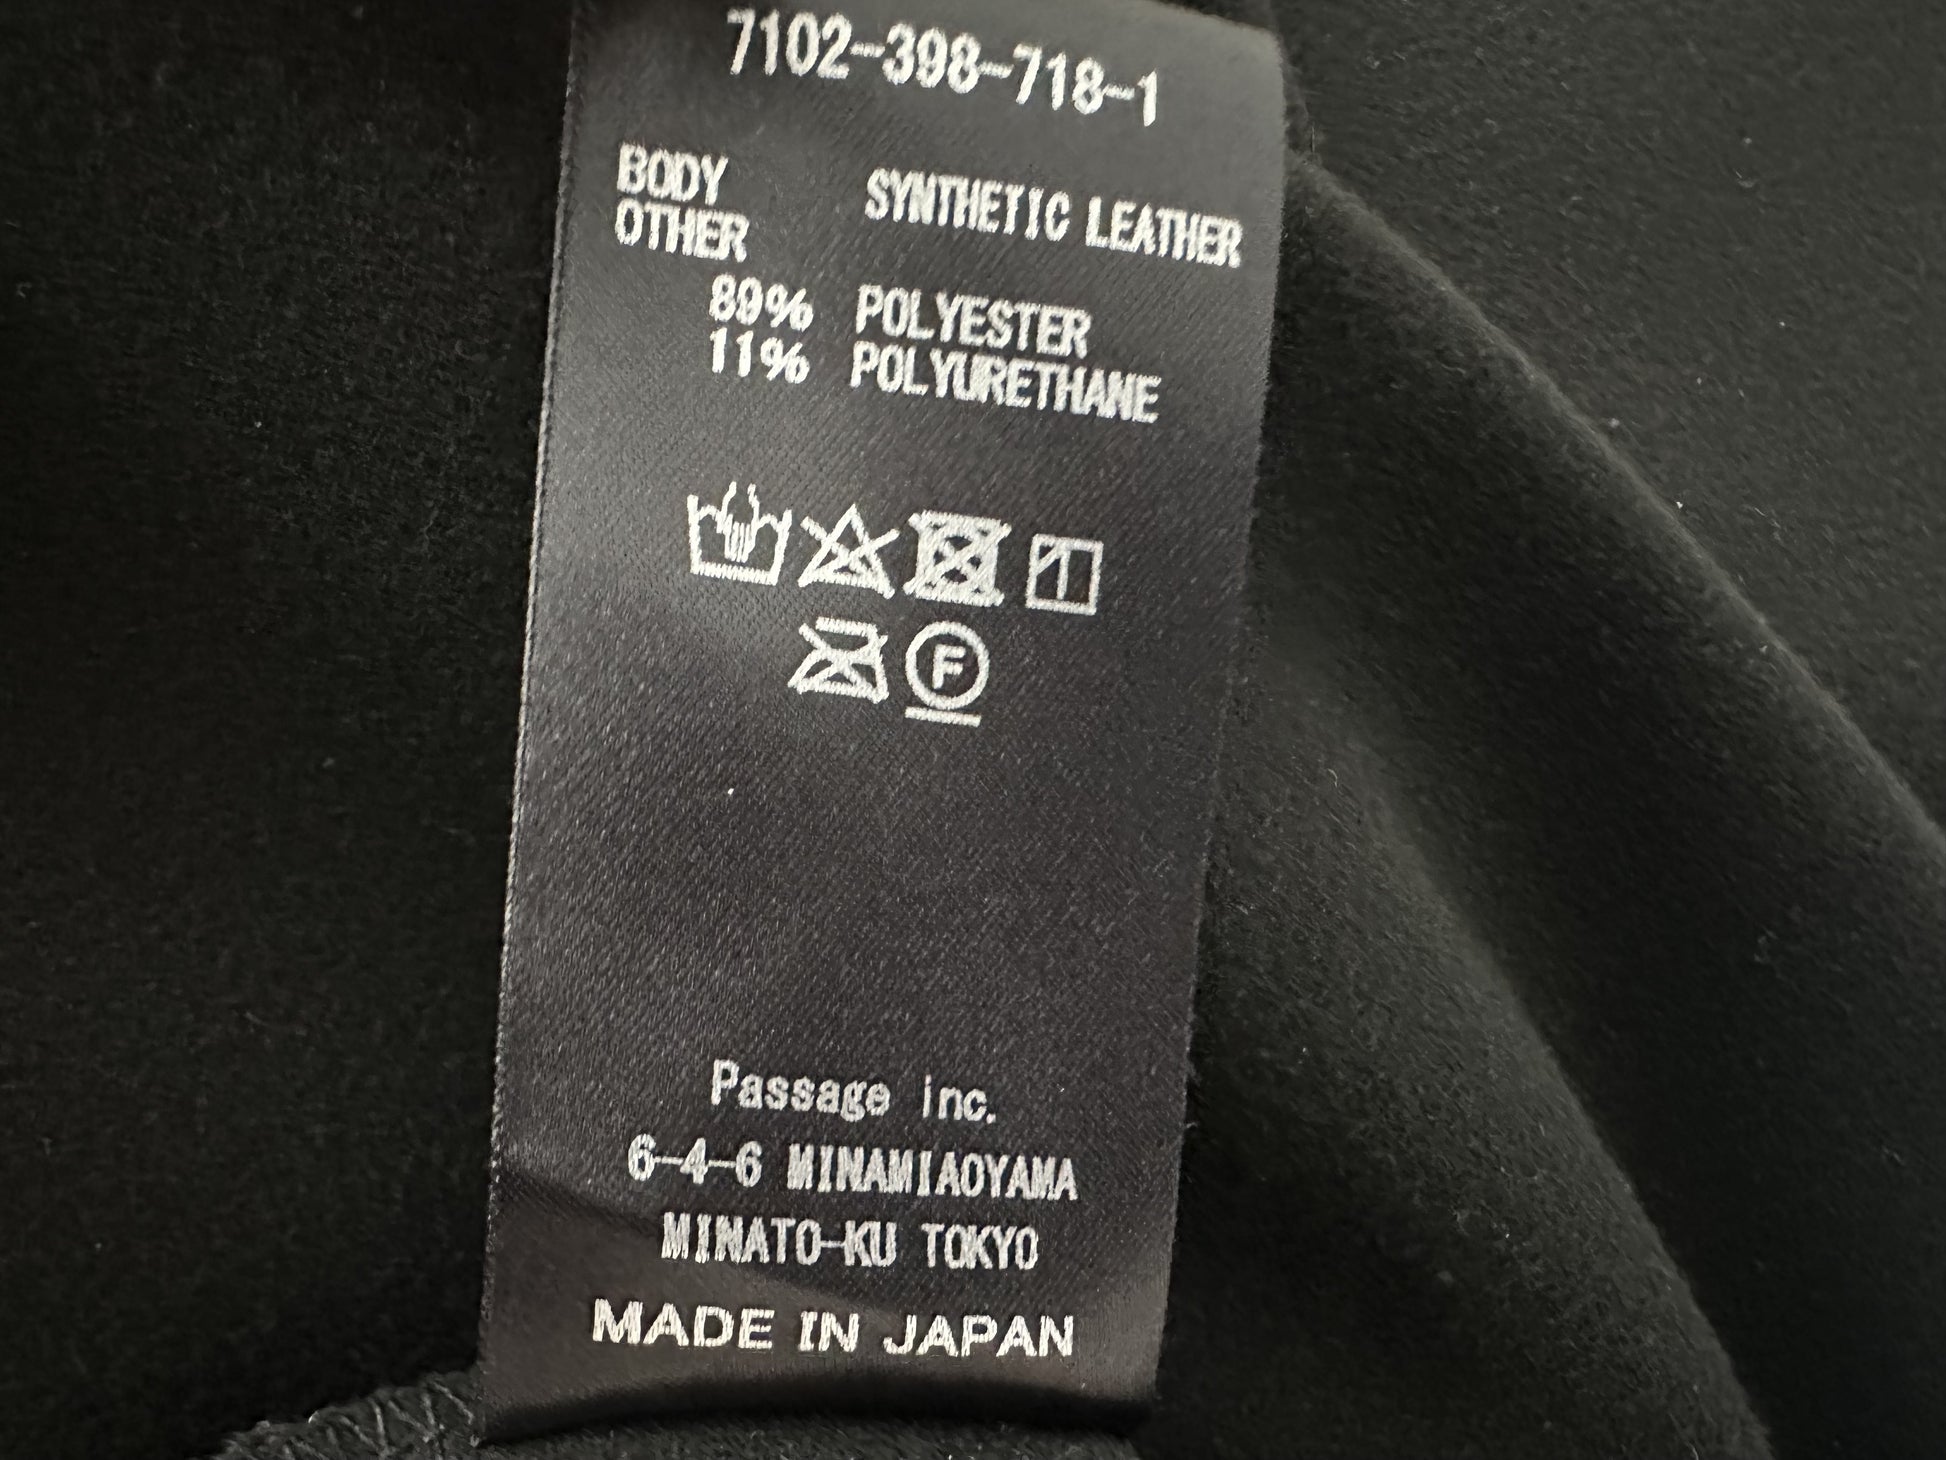 7102-398-718-1
BODY SYNTHETIC LEATHER
OTHER
89% POLYESTER
11% POLYURETHANE
F
Passage inc.
6-4-6 MINAMIAOYAMA
MINATO-KU TOKYO
MADE IN JAPAN